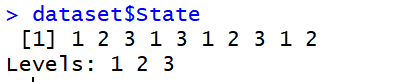 > dataset$State
[1] 1 2 3 1 3 1 2 3 1 2
Levels: 1 2 3